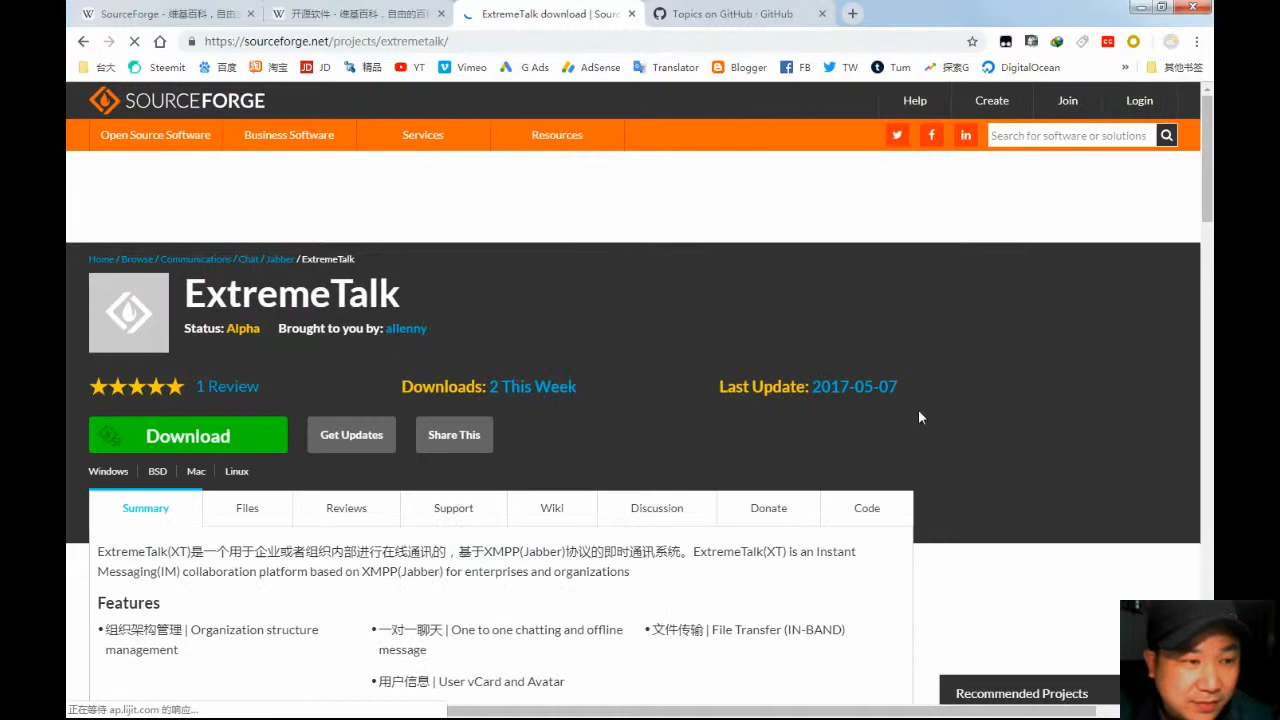 SourceForge - 维基百科，自由
开源软件 - 维基百科，自由的百
ExtremeTalk download | Sourc
Topics on GitHub · GitHub
https://sourceforge.net/projects/extremetalk/
台大
Steemit
百度
淘宝
JD
精品
YT
Vimeo
G Ads
AdSense
Translator
Blogger
FB
TW
Tum
探索G
DigitalOcean
»
其他书签
SOURCEFORGE
Help
Create
Join
Login
Open Source Software
Business Software
Services
Resources
Search for software or solutions
Home / Browse / Communications / Chat / Jabber / ExtremeTalk
ExtremeTalk
Status: Alpha Brought to you by: allenny
1 Review
Downloads: 2 This Week
Last Update: 2017-05-07
Download
Get Updates
Share This
Windows
BSD
Mac
Linux
Summary
Files
Reviews
Support
Wiki
Discussion
Donate
Code
ExtremeTalk(XT)是一个用于企业或者组织内部进行在线通讯的，基于XMPP(Jabber)协议的即时通讯系统。ExtremeTalk(XT) is an Instant
Messaging(IM) collaboration platform based on XMPP(Jabber) for enterprises and organizations
Features
• 组织架构管理 | Organization structure
management
• 一对一聊天 | One to one chatting and offline
message
• 文件传输 | File Transfer (IN-BAND)
• 用户信息 | User vCard and Avatar
Recommended Projects
正在等待 ap.lijit.com 的响应...